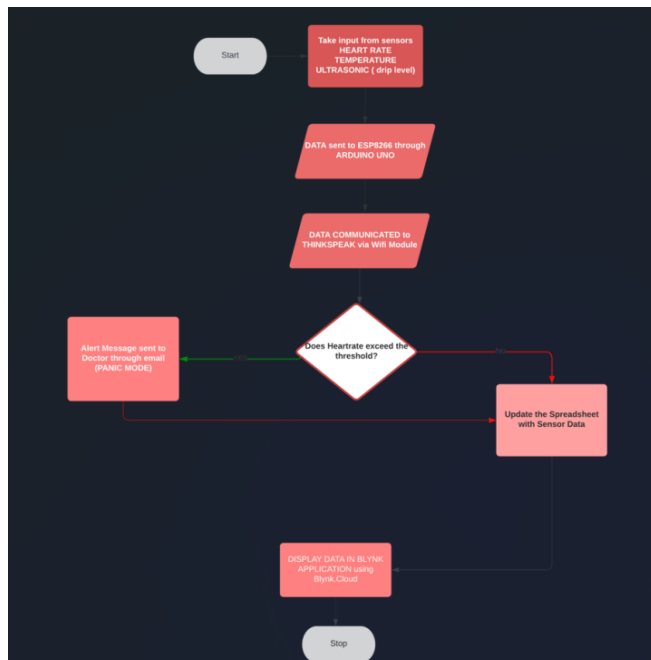 Start
Take input from sensors
HEART RATE
TEMPERATURE
ULTRASONIC ( drip level)
DATA sent to ESP8266 through
ARDUINO UNO
DATA COMMUNICATED to
THINKSPEAK via Wifi Module
Does Heartrate exceed the
threshold?
YES
No
Alert Message sent to
Doctor through email
(PANIC MODE)
Update the Spreadsheet
with Sensor Data
DISPLAY DATA IN BLYNK
APPLICATION using
Blynk.Cloud
Stop